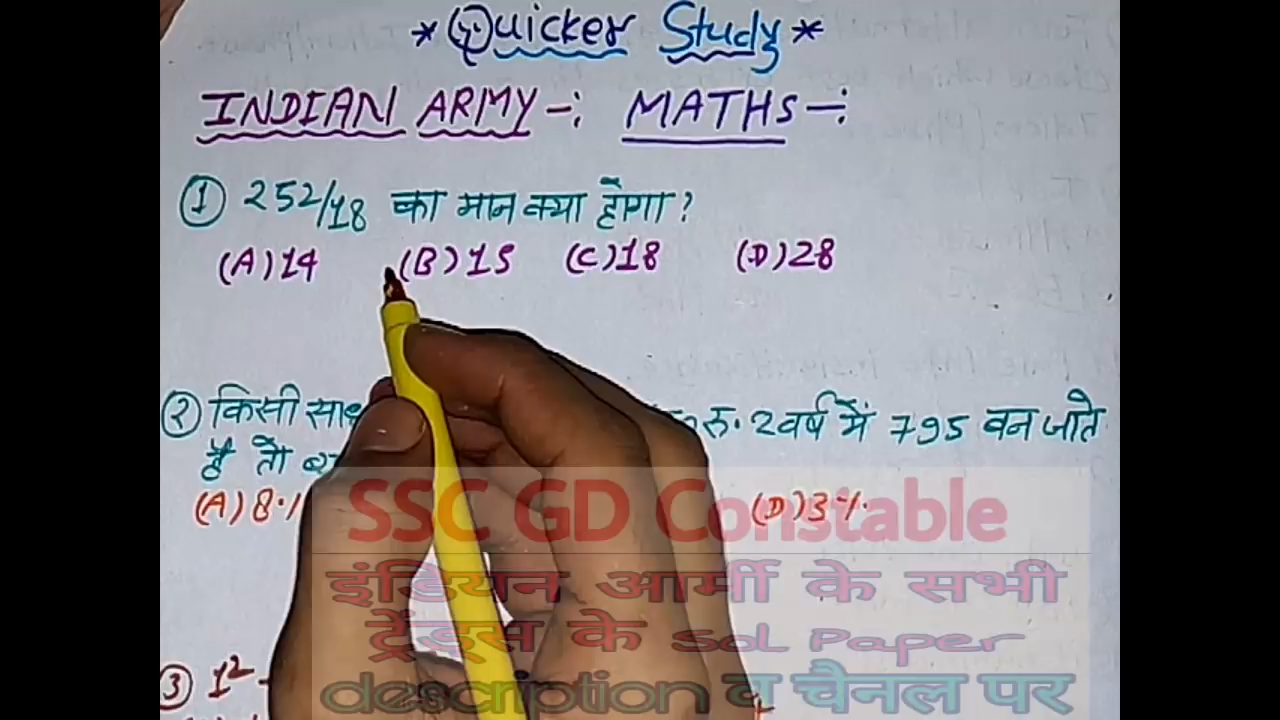 * Quicker Study *
INDIAN ARMY -: MATHS -:
① 252/18 का मान क्या होगा ?
(A) 14 (B) 15 (C) 18 (D) 28
② किसी रु. 2 वर्ष में 795 बन जाते
है तो
(A) 8% (D) 3%
SSC GD Constable
इंडियन आर्मी के सभी
ट्रेंड्स के Sol Paper
③ 1²
description व चैनल पर